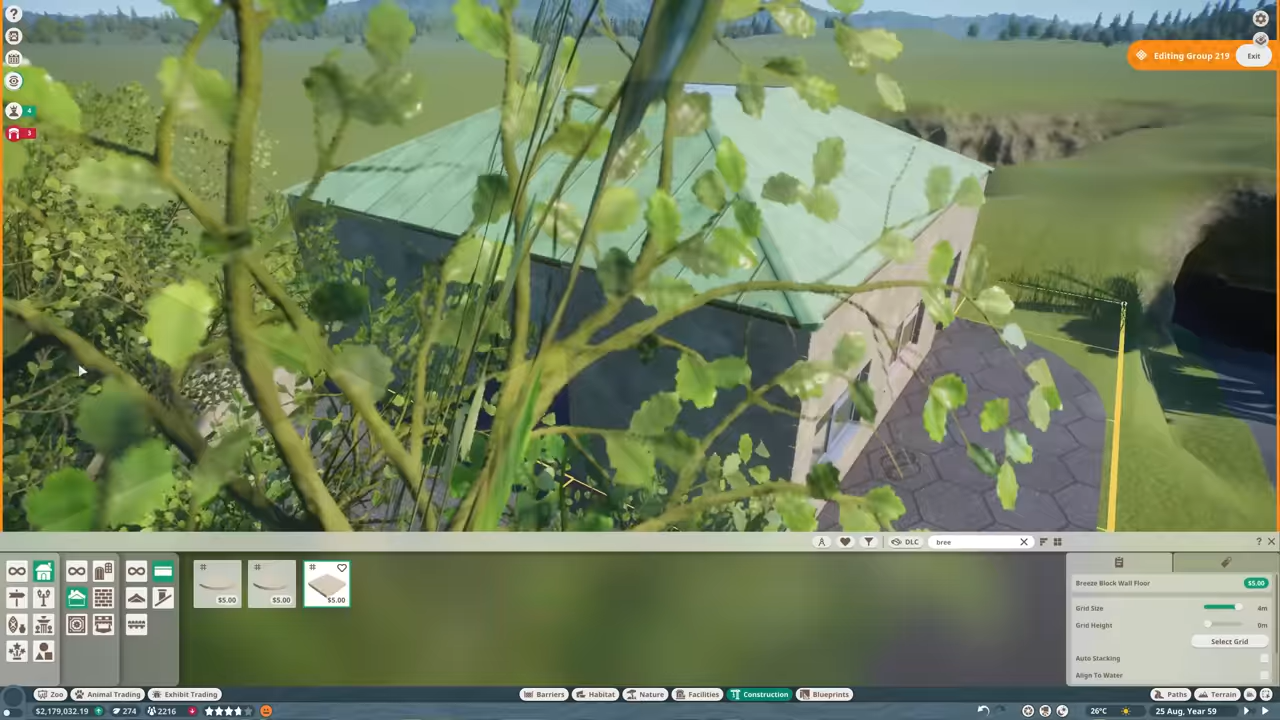 Editing Group 219
Exit
4
3
DLC
bree
$5.00
$5.00
$5.00
Breeze Block Wall Floor
$5.00
Grid Size
4m
Grid Height
0m
Select Grid
Auto Stacking
Align To Water
Zoo
Animal Trading
Exhibit Trading
Barriers
Habitat
Nature
Facilities
Construction
Blueprints
Paths
Terrain
$2,179,032.19
274
2216
26°C
25 Aug, Year 59